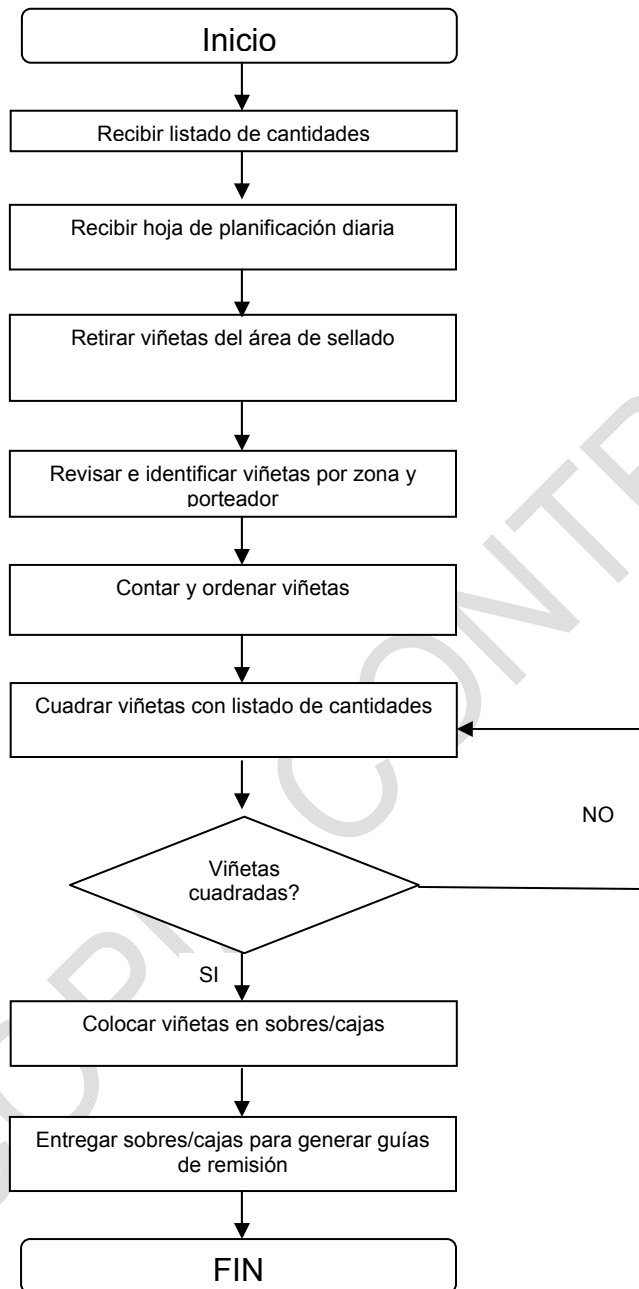 Inicio
Recibir listado de cantidades
Recibir hoja de planificación diaria
Retirar viñetas del área de sellado
Revisar e identificar viñetas por zona y
porteador
Contar y ordenar viñetas
Cuadrar viñetas con listado de cantidades
NO
Viñetas
cuadradas?
SI
Colocar viñetas en sobres/cajas
Entregar sobres/cajas para generar guías
de remisión
FIN